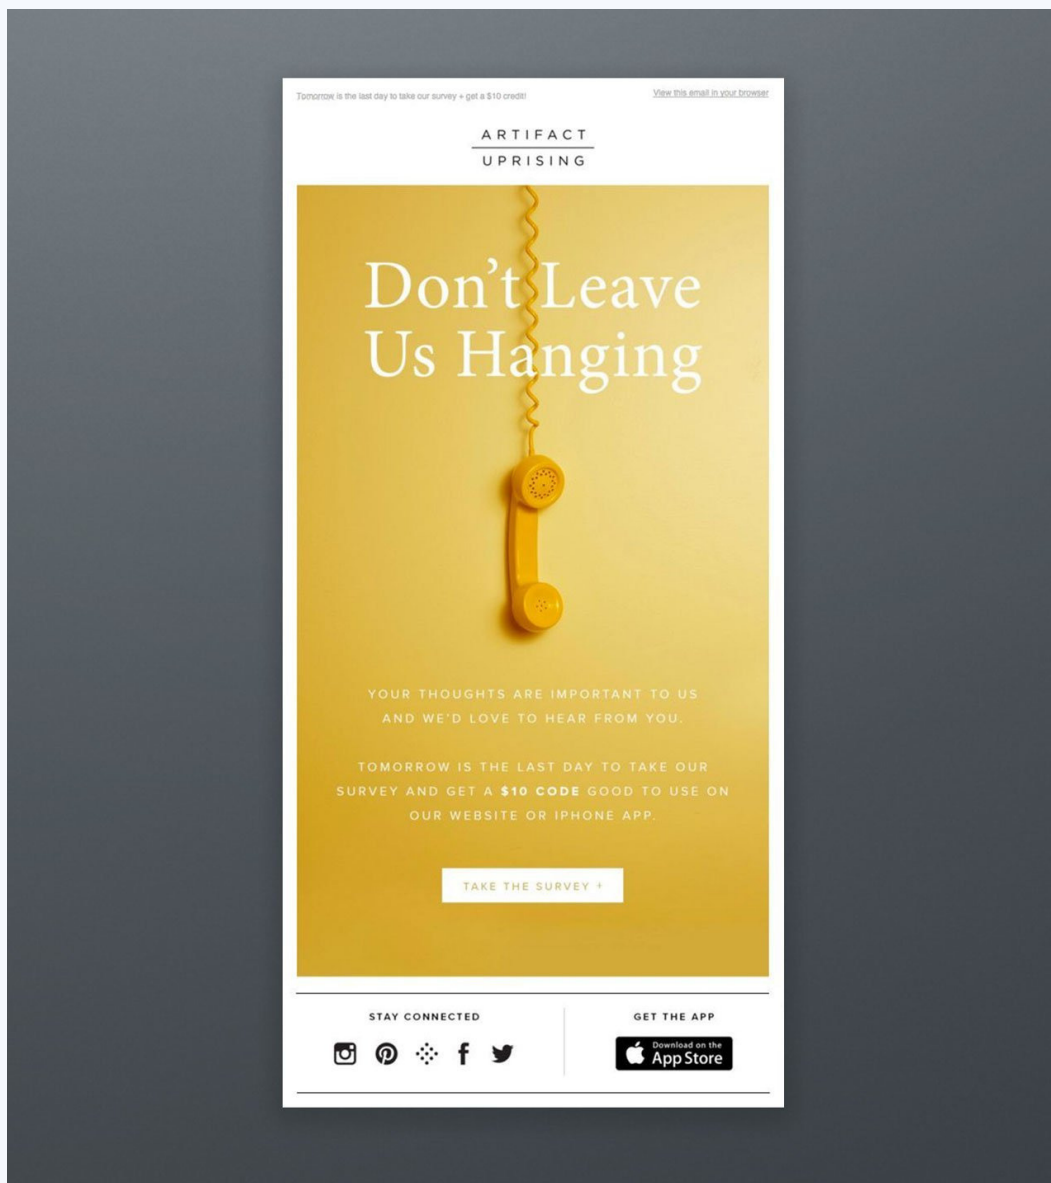 Tomorrow is the last day to take our survey + get a $10 credit!
View this email in your browser
ARTIFACT
UPRISING
Don't Leave
Us Hanging
YOUR THOUGHTS ARE IMPORTANT TO US
AND WE'D LOVE TO HEAR FROM YOU.
TOMORROW IS THE LAST DAY TO TAKE OUR
SURVEY AND GET A $10 CODE GOOD TO USE ON
OUR WEBSITE OR IPHONE APP.
TAKE THE SURVEY +
STAY CONNECTED
GET THE APP
Download on the
App Store